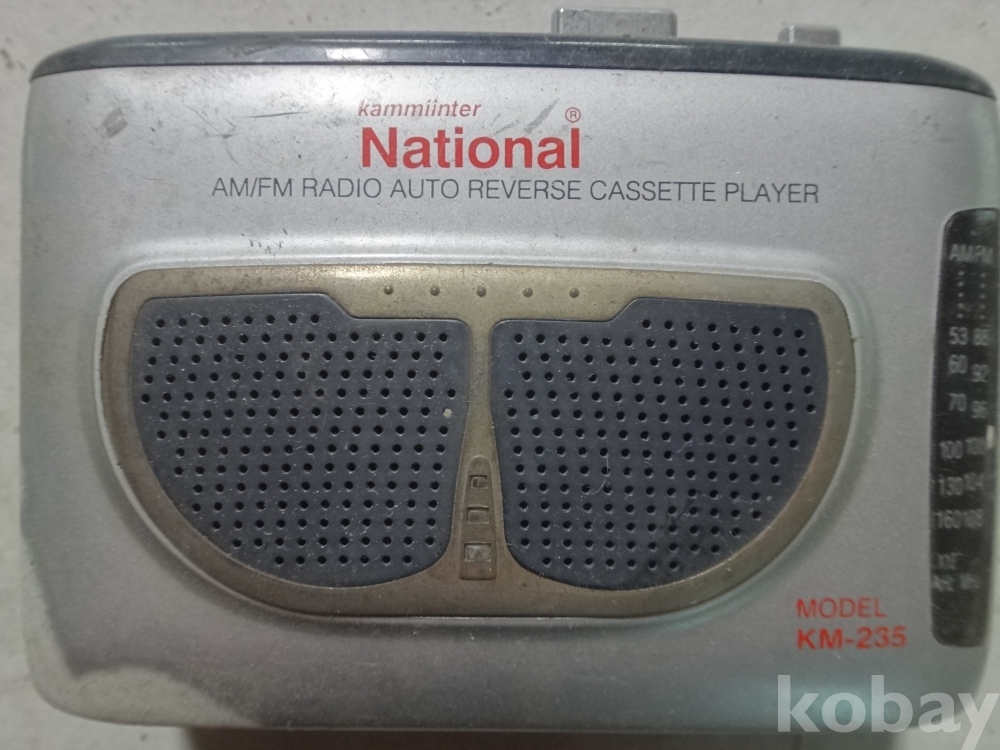 kammiinter
National®
AM/FM RADIO AUTO REVERSE CASSETTE PLAYER
AM FM
53 88
60 92
70 96
100 100
130 104
160 108
MODEL
KM-235
kobay